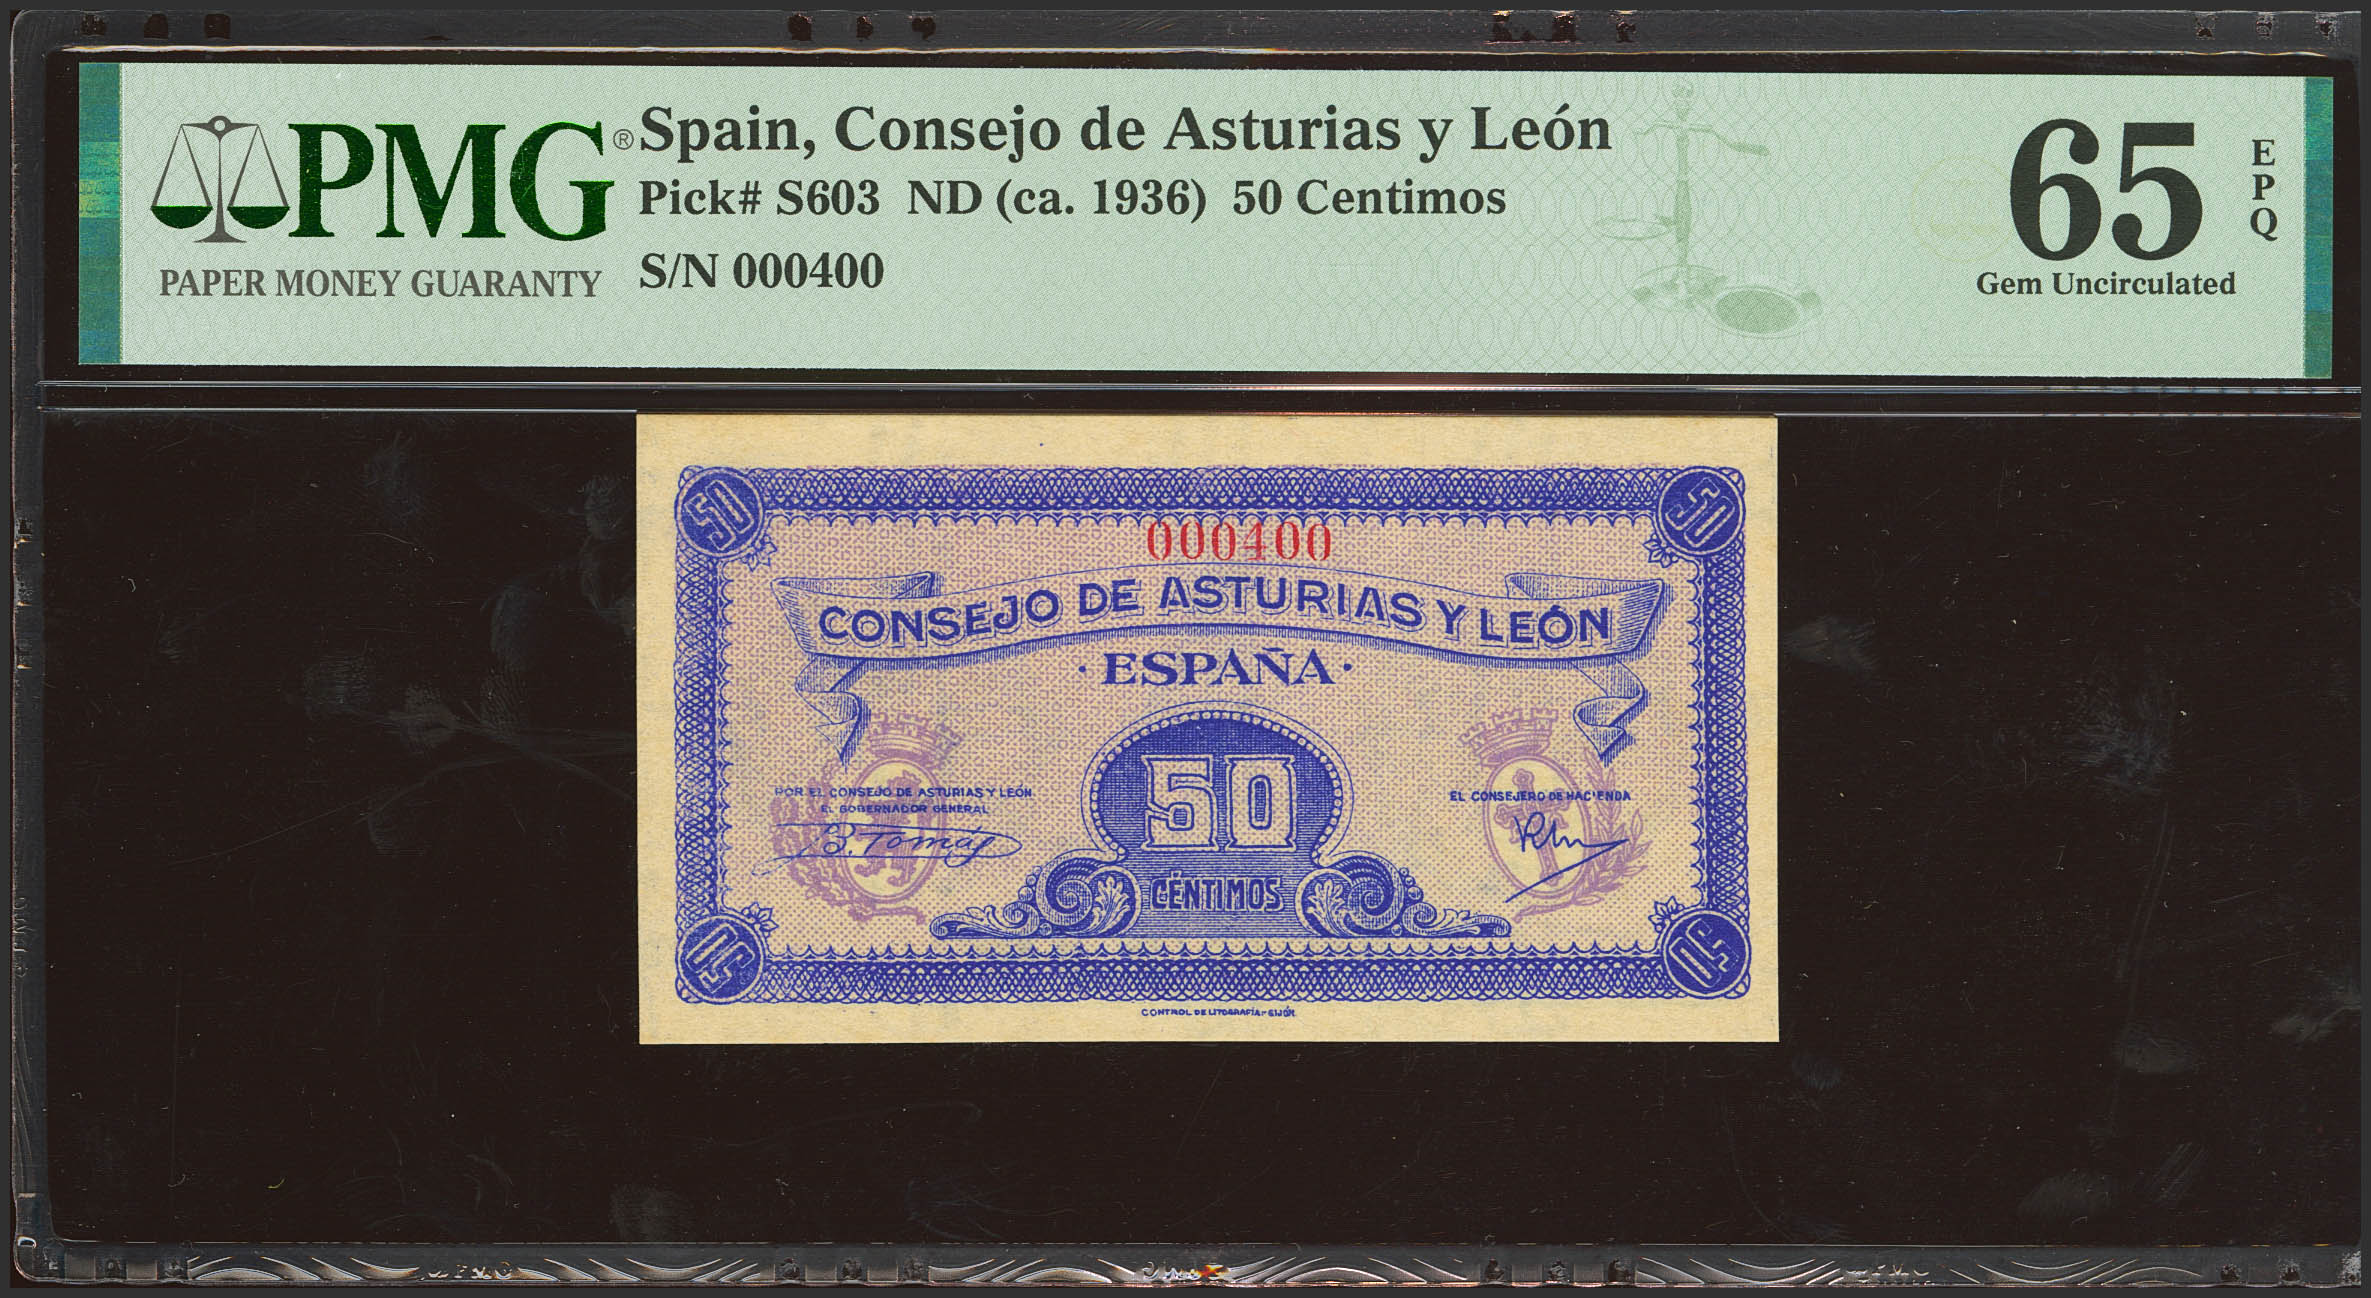 PMG®
PAPER MONEY GUARANTY
Spain, Consejo de Asturias y León
Pick# S603 ND (ca. 1936) 50 Centimos
S/N 000400
65
EPQ
Gem Uncirculated
50
50
000400
CONSEJO DE ASTURIAS Y LEÓN
· ESPAÑA ·
POR EL CONSEJO DE ASTURIAS Y LEÓN
EL GOBERNADOR GENERAL
B. Tomás
50
CÉNTIMOS
EL CONSEJERO DE HACIENDA
50
50
CONTROL DE LITOGRAFÍA:- GIJÓN.